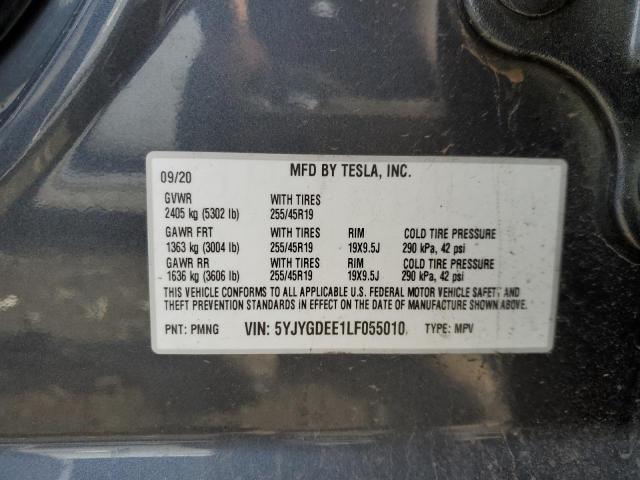 MFD BY TESLA, INC.
09/20
GVWR WITH TIRES
2405 kg (5302 lb) 255/45R19
GAWR FRT WITH TIRES RIM COLD TIRE PRESSURE
1363 kg (3004 lb) 255/45R19 19X9.5J 290 kPa, 42 psi
GAWR RR WITH TIRES RIM COLD TIRE PRESSURE
1636 kg (3606 lb) 255/45R19 19X9.5J 290 kPa, 42 psi
THIS VEHICLE CONFORMS TO ALL APPLICABLE U.S. FEDERAL MOTOR VEHICLE SAFETY AND
THEFT PREVENTION STANDARDS IN EFFECT ON THE DATE OF MANUFACTURE SHOWN ABOVE.
PNT: PMNG VIN: 5YJYGDEE1LF055010 TYPE: MPV